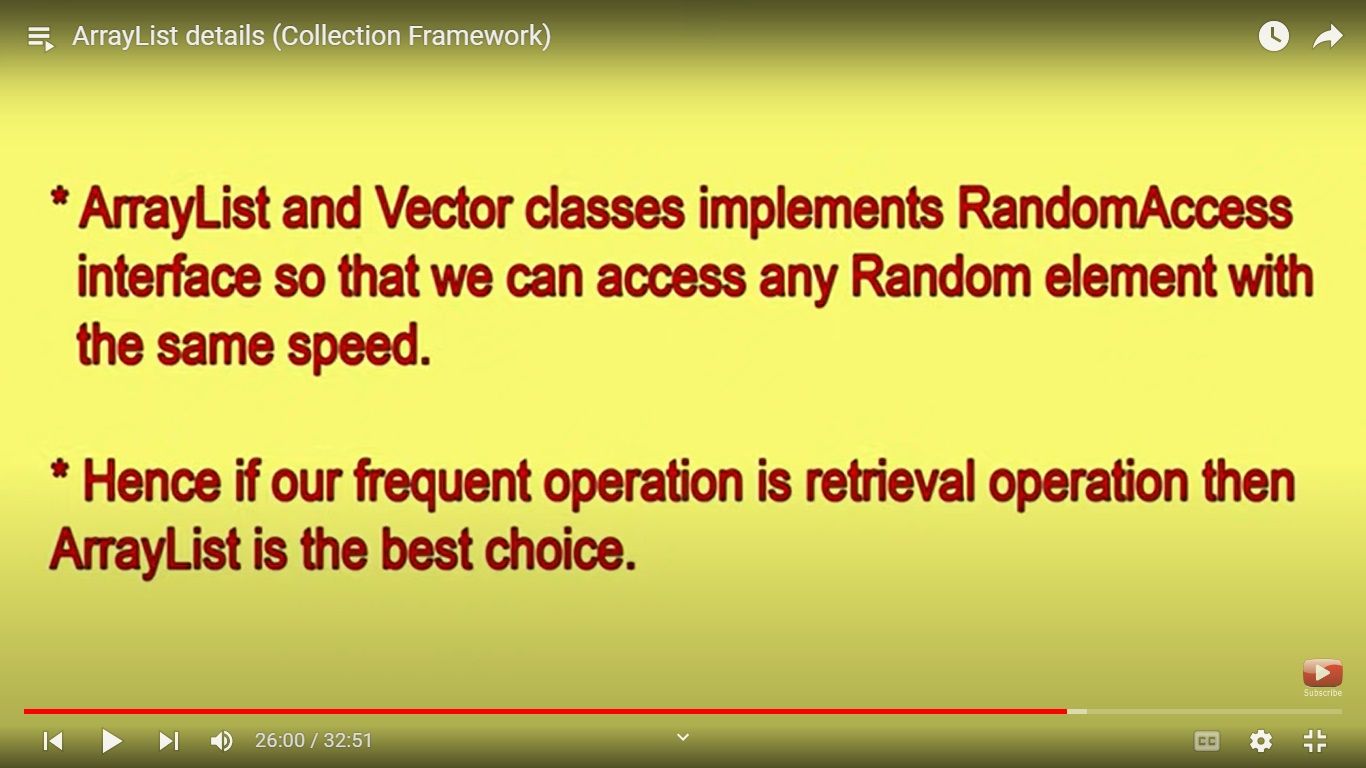 ArrayList details (Collection Framework)
* ArrayList and Vector classes implements RandomAccess
interface so that we can access any Random element with
the same speed.
* Hence if our frequent operation is retrieval operation then
ArrayList is the best choice.
Subscribe
26:00 / 32:51
CC